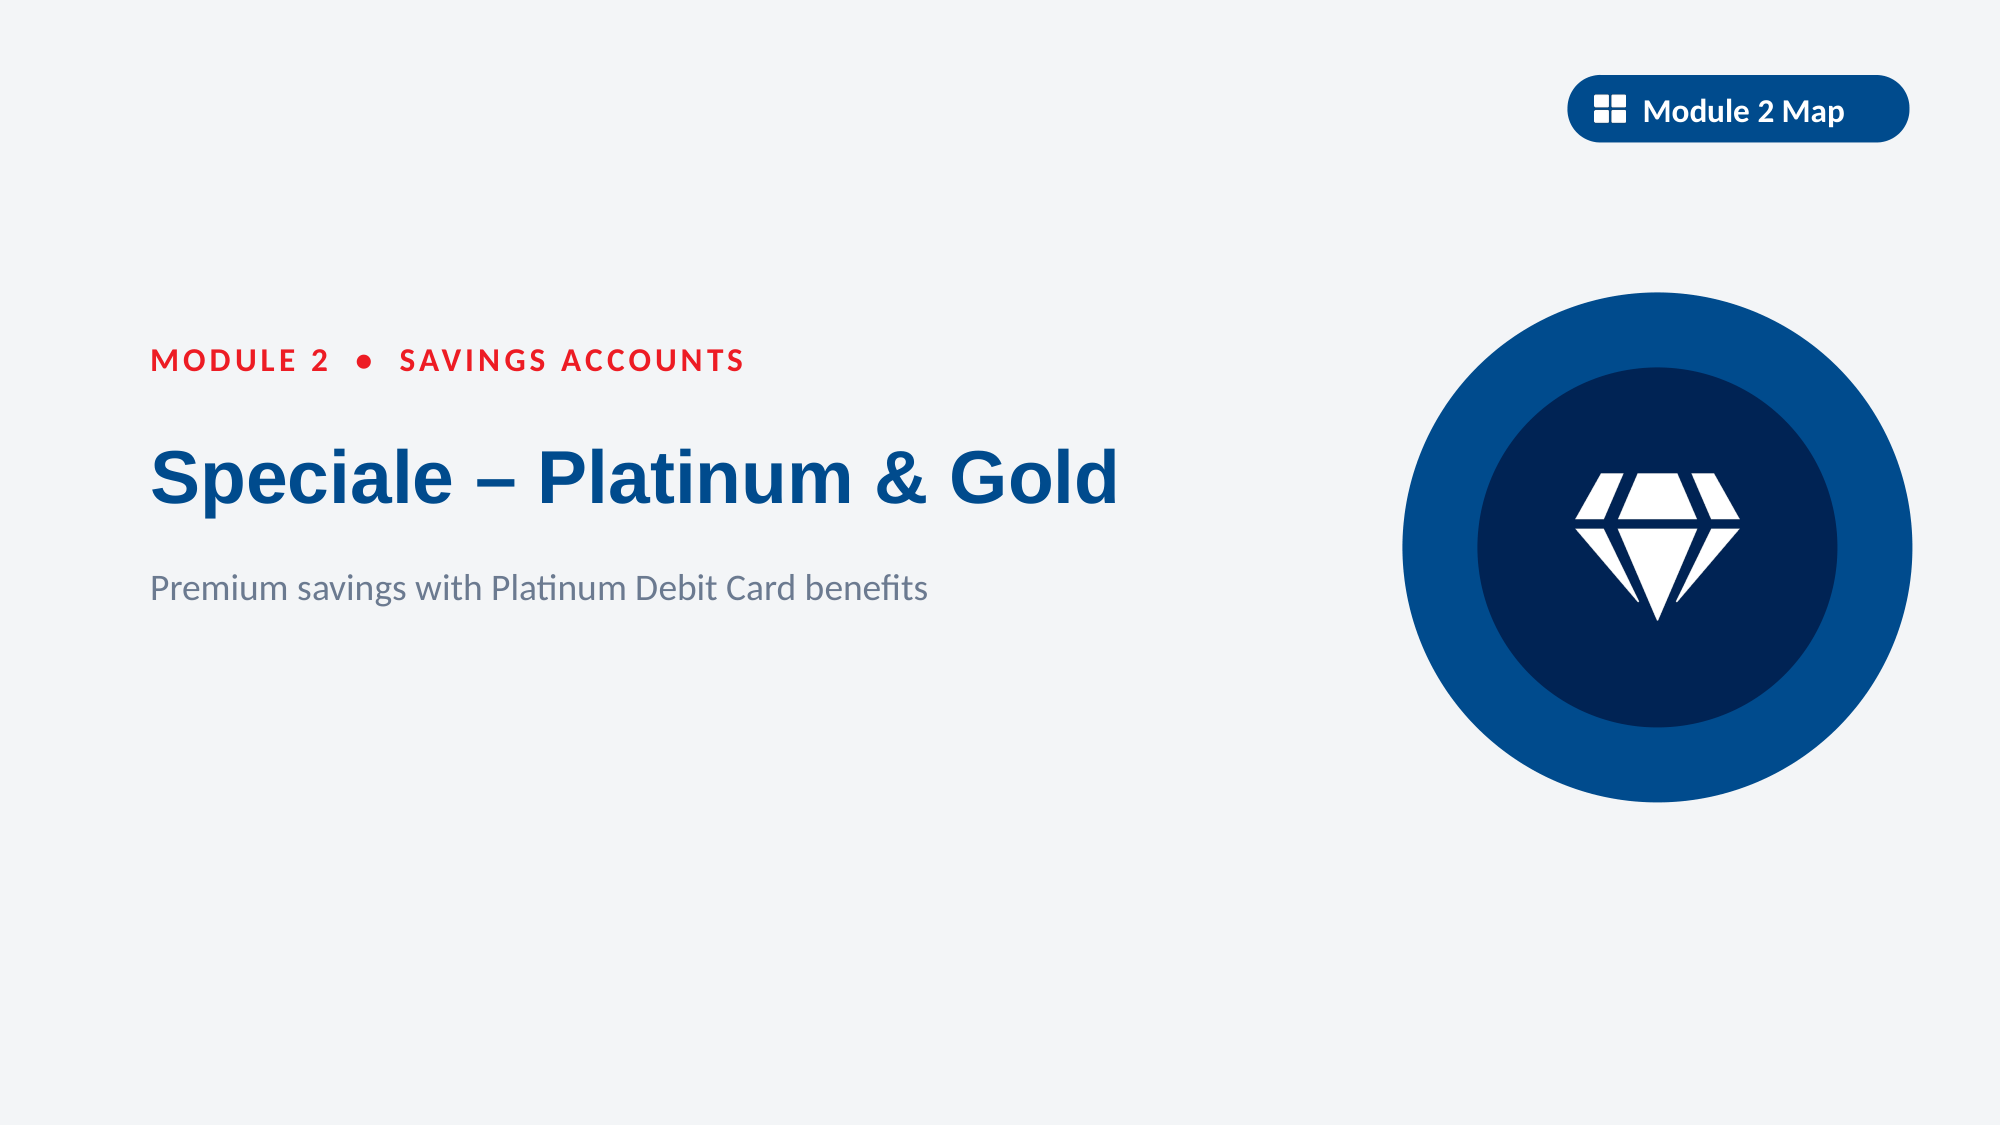 Module 2 Map
MODULE 2 ● SAVINGS ACCOUNTS
Speciale – Platinum & Gold
Premium savings with Platinum Debit Card benefits